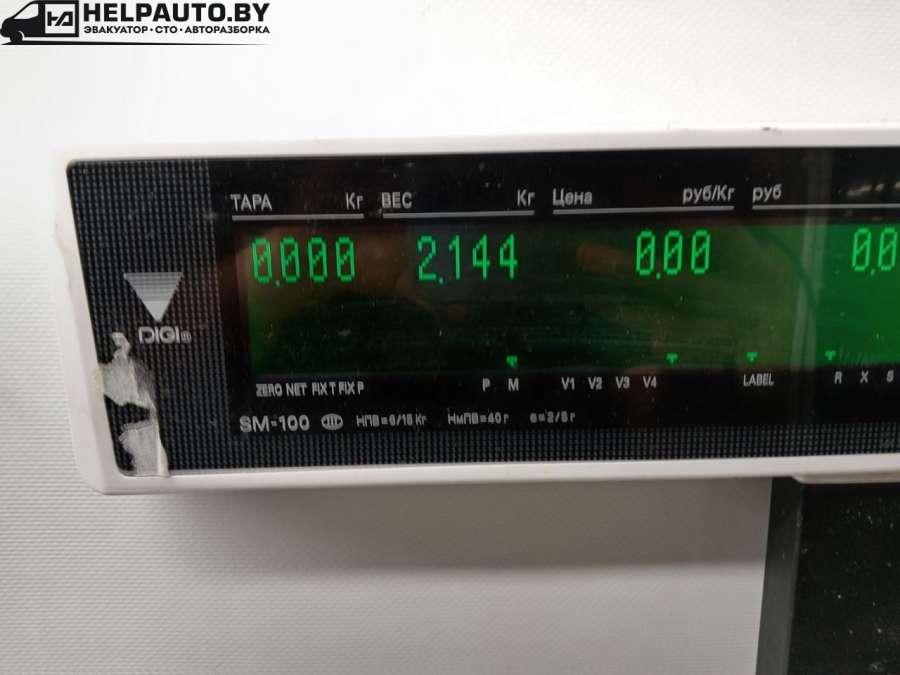 HELPAUTO.BY
ЭВАКУАТОР • СТО • АВТОРАЗБОРКА
ТАРА Кг ВЕС Кг Цена руб/Кг руб
0.000 2.144 0.00 0.0
DIGI®
ZERO NET FIX T FIX P P M V1 V2 V3 V4 LABEL R X S
SM-100 НПВ=6/15 Кг НмПВ=40 г e=2/5 г